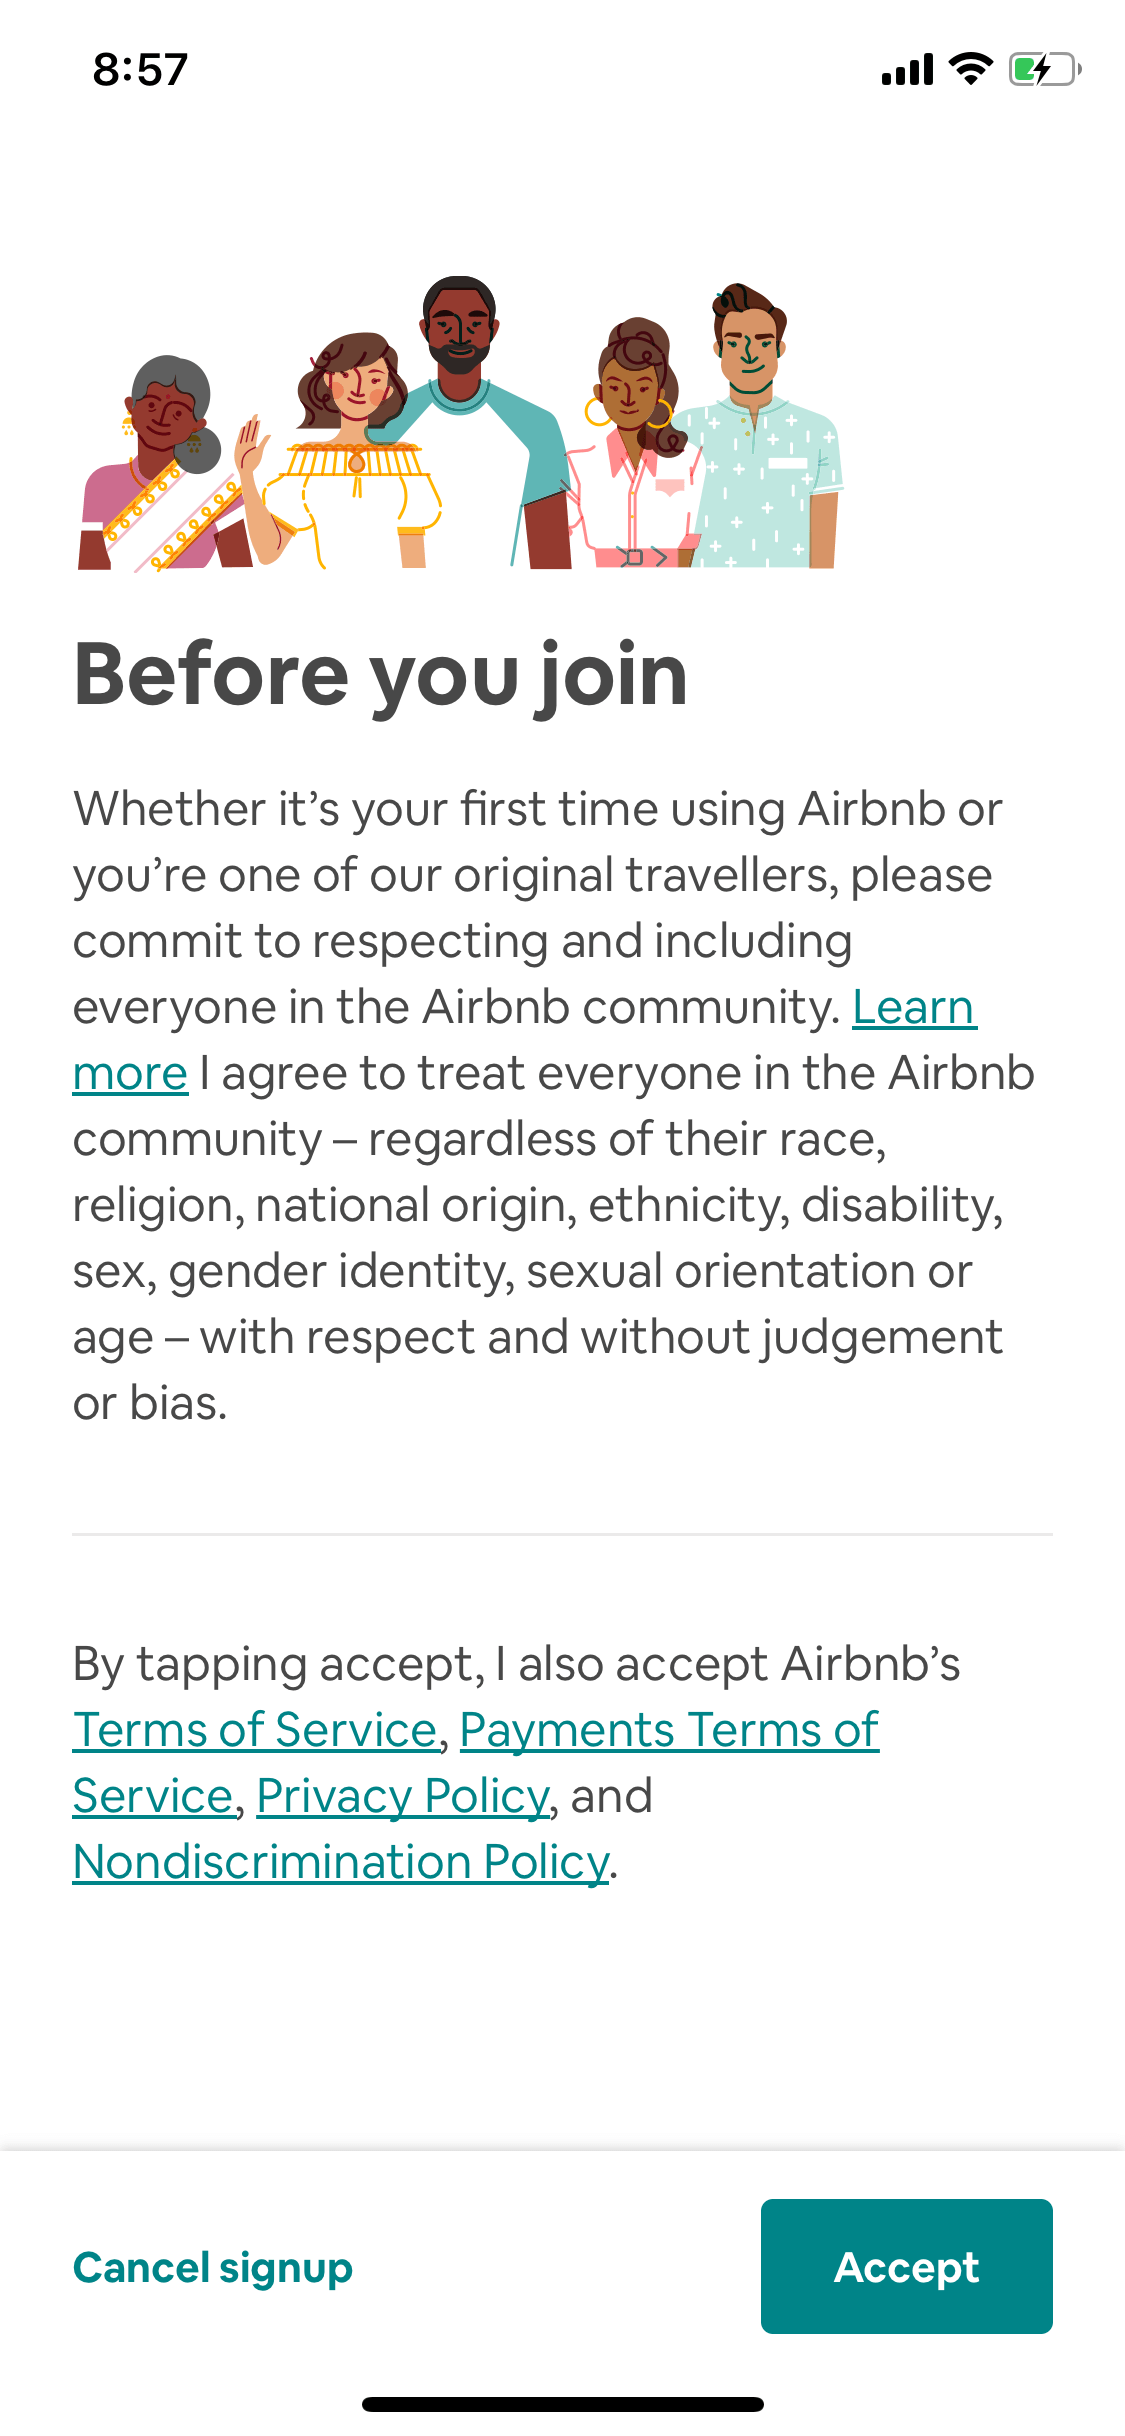 8:57
Before you join
Whether it’s your first time using Airbnb or
you’re one of our original travellers, please
commit to respecting and including
everyone in the Airbnb community. Learn
more I agree to treat everyone in the Airbnb
community – regardless of their race,
religion, national origin, ethnicity, disability,
sex, gender identity, sexual orientation or
age – with respect and without judgement
or bias.
By tapping accept, I also accept Airbnb’s
Terms of Service, Payments Terms of
Service, Privacy Policy, and
Nondiscrimination Policy.
Cancel signup
Accept